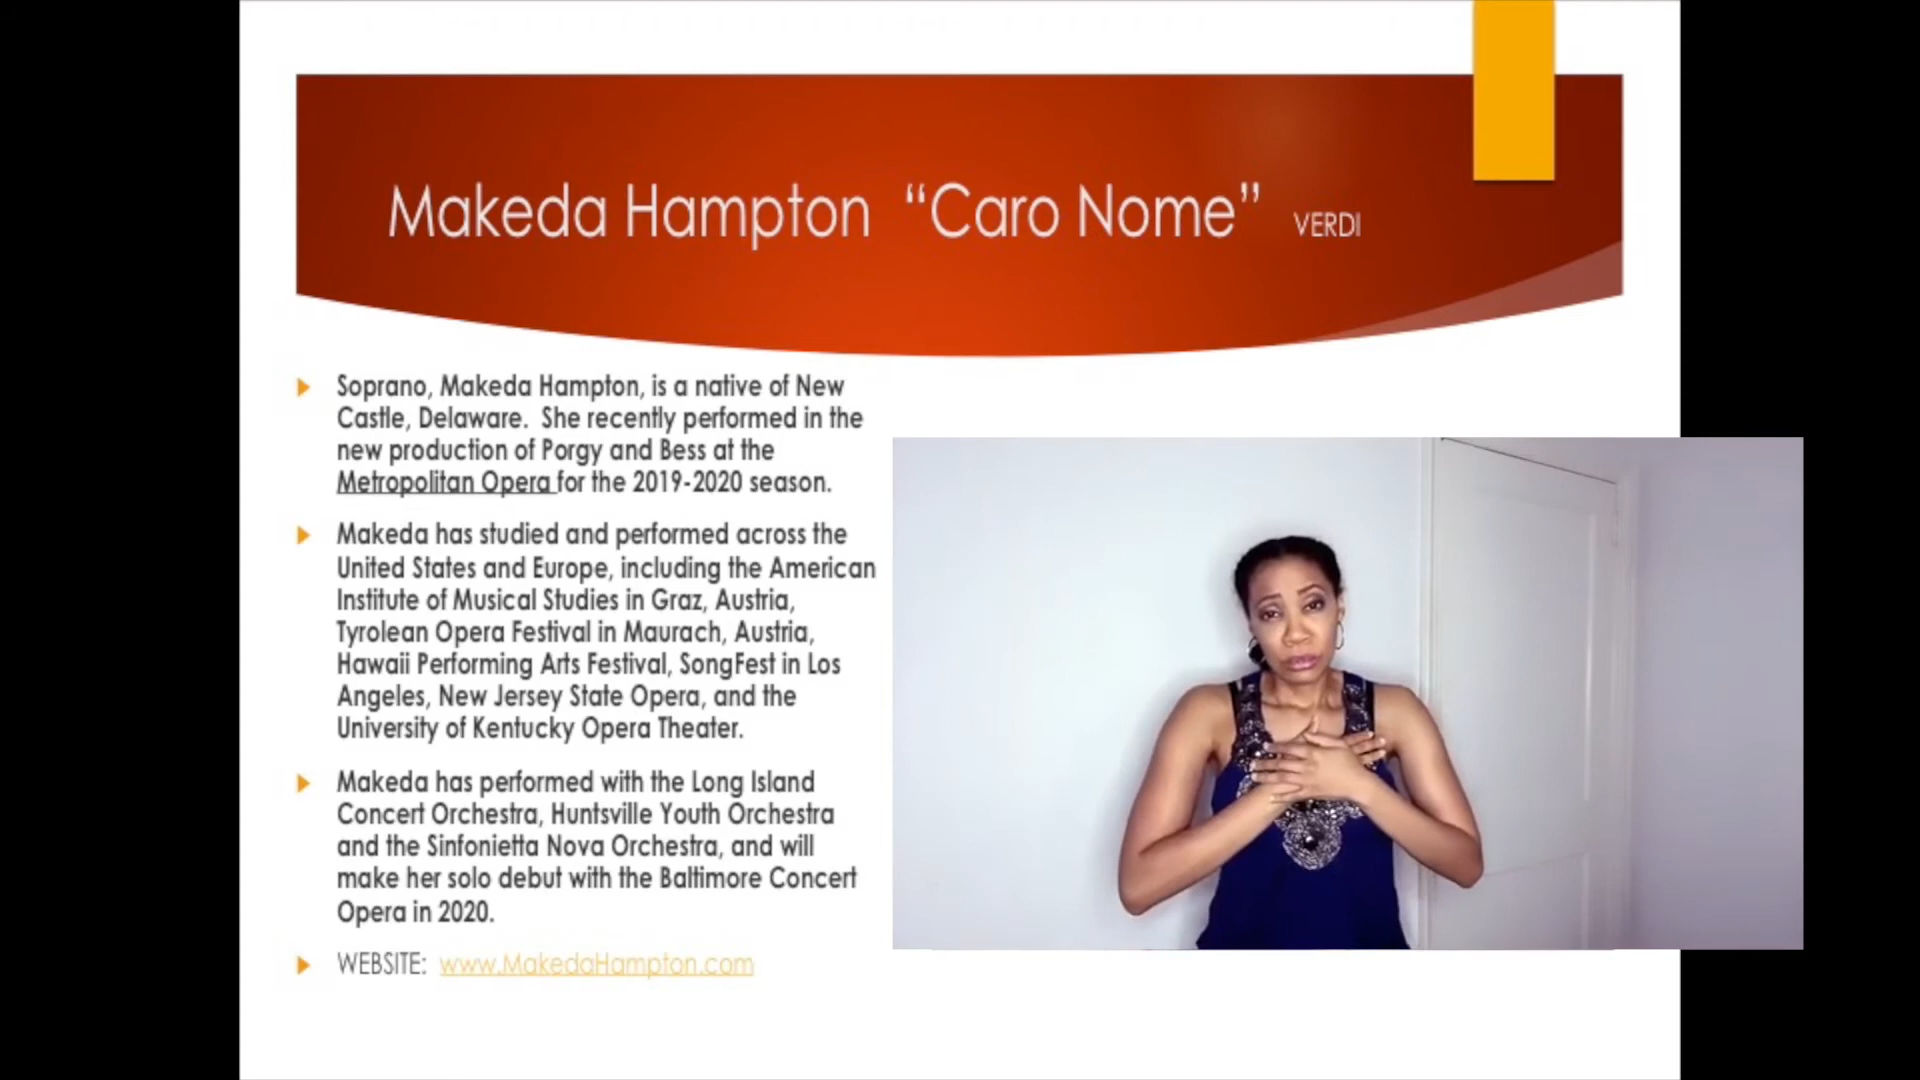 Makeda Hampton “Caro Nome” VERDI
Soprano, Makeda Hampton, is a native of New
Castle, Delaware. She recently performed in the
new production of Porgy and Bess at the
Metropolitan Opera for the 2019-2020 season.
Makeda has studied and performed across the
United States and Europe, including the American
Institute of Musical Studies in Graz, Austria,
Tyrolean Opera Festival in Maurach, Austria,
Hawaii Performing Arts Festival, SongFest in Los
Angeles, New Jersey State Opera, and the
University of Kentucky Opera Theater.
Makeda has performed with the Long Island
Concert Orchestra, Huntsville Youth Orchestra
and the Sinfonietta Nova Orchestra, and will
make her solo debut with the Baltimore Concert
Opera in 2020.
WEBSITE: www.MakedaHampton.com